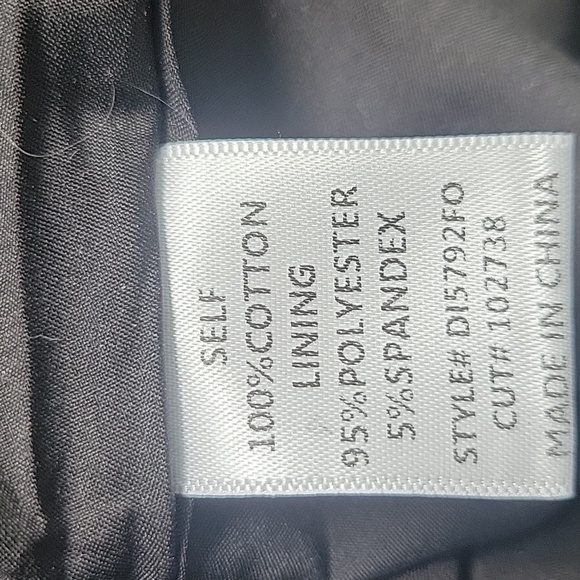 SELF
100%COTTON
LINING
95%POLYESTER
5%SPANDEX
STYLE# DI5792FO
CUT# 102738
MADE IN CHINA